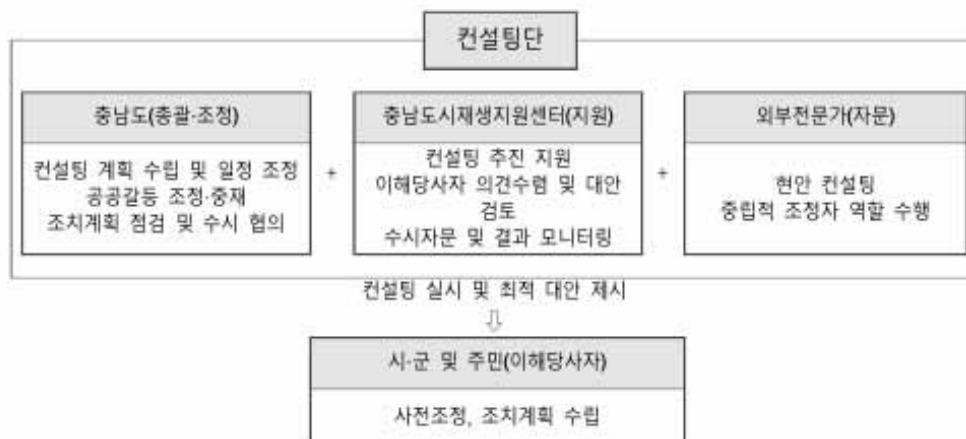 컨설팅단
충남도(총괄·조정)
컨설팅 계획 수립 및 일정 조정
공공갈등 조정·중재
조치계획 점검 및 수시 협의
+
충남도시재생지원센터(지원)
컨설팅 추진 지원
이해당사자 의견수렴 및 대안
검토
수시자문 및 결과 모니터링
+
외부전문가(자문)
현안 컨설팅
중립적 조정자 역할 수행
컨설팅 실시 및 최적 대안 제시
시·군 및 주민(이해당사자)
사전조정, 조치계획 수립